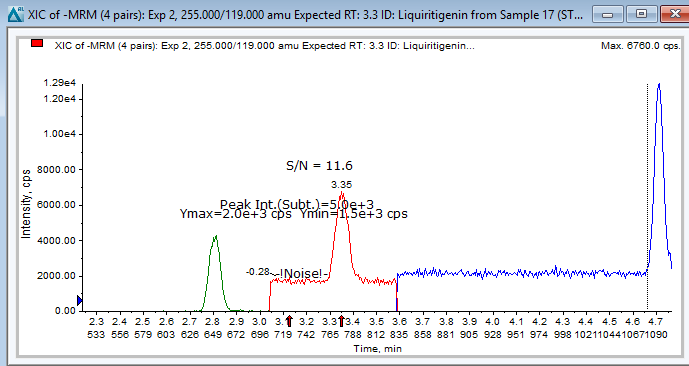 XIC of -MRM (4 pairs): Exp 2, 255.000/119.000 amu Expected RT: 3.3 ID: Liquiritigenin from Sample 17 (ST...
XIC of -MRM (4 pairs): Exp 2, 255.000/119.000 amu Expected RT: 3.3 ID: Liquiritigenin...
Max. 6760.0 cps.
1.29e4
1.00e4
8000.00
6000.00
4000.00
2000.00
0.00
Intensity, cps
S/N = 11.6
3.35
Peak Int.(Subt.)=5.0e+3
Ymax=2.0e+3 cps Ymin=1.5e+3 cps
-0.28
-!Noise!-
2.3 2.4 2.5 2.6 2.7 2.8 2.9 3.0 3. 3.2 3.3 3.4 3.5 3.6 3.7 3.8 3.9 4.0 4.1 4.2 4.3 4.4 4.5 4.6 4.7
533 556 579 603 626 649 672 696 719 742 765 788 812 835 858 881 905 928 951 974 998 1021 1044 1067 1090
Time, min